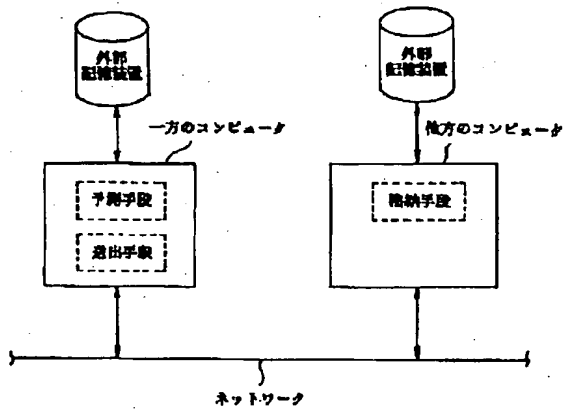 外部
記憶装置
外部
記憶装置
一方のコンピュータ
他方のコンピュータ
予測手段
格納手段
送出手段
ネットワーク